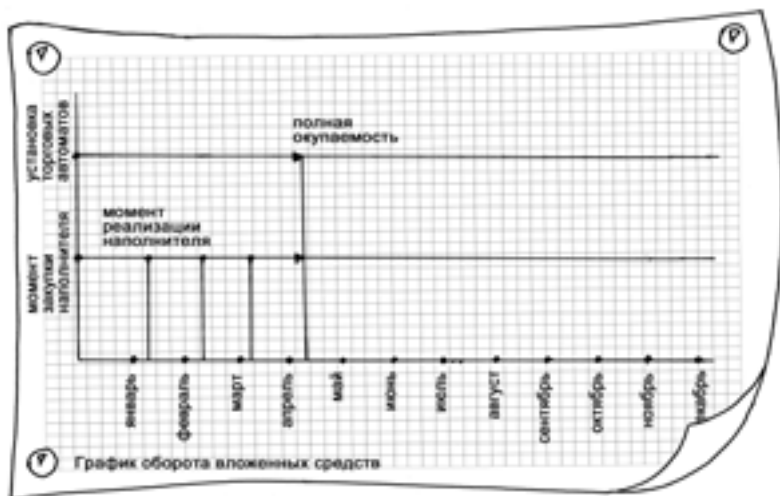 установка
торговых
автоматов
полная
окупаемость
момент
реализации
наполнителя
момент
закупки
наполнителя
январь
февраль
март
апрель
май
июнь
июль
август
сентябрь
октябрь
ноябрь
екабрь
График оборота вложенных средств